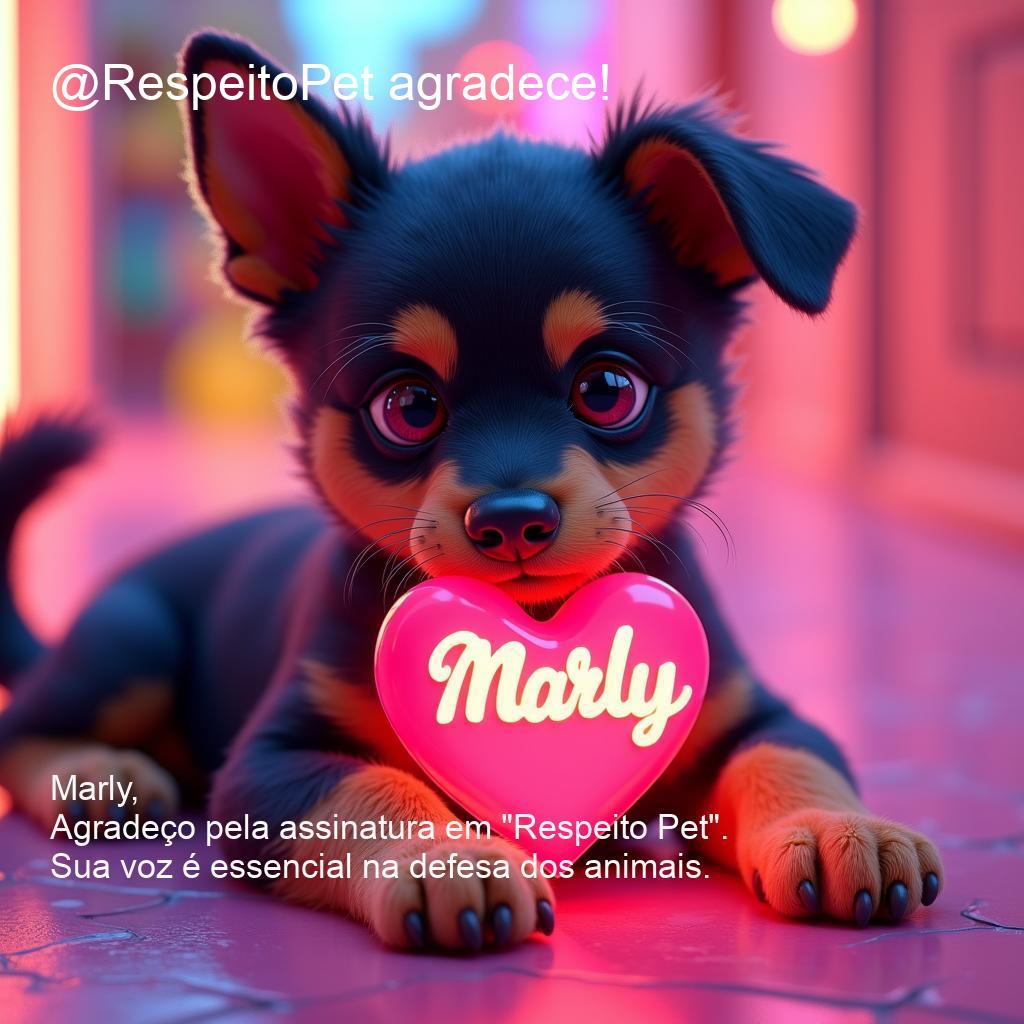 @RespeitoPet agradece!
Marly
Marly,
Agradeço pela assinatura em "Respeito Pet".
Sua voz é essencial na defesa dos animais.